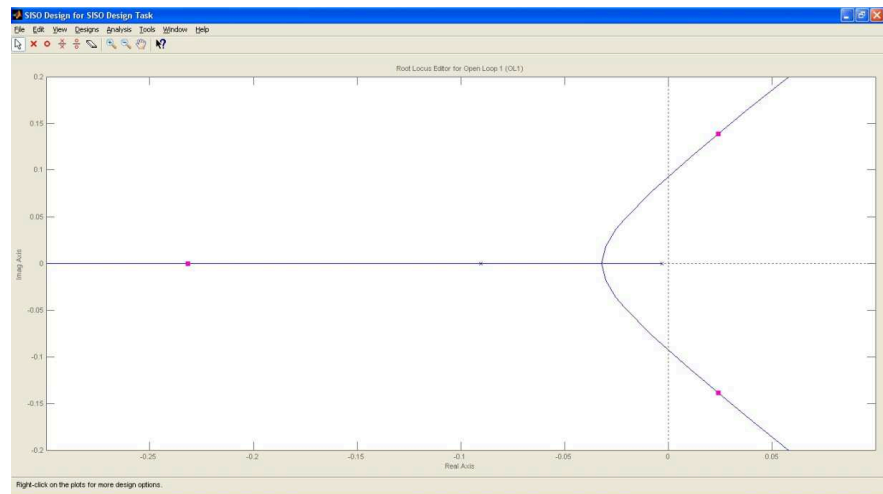 SISO Design for SISO Design Task
File Edit View Designs Analysis Tools Window Help
Root Locus Editor for Open Loop 1 (OL1)
0.2
0.15
0.1
0.05
0
-0.05
-0.1
-0.15
-0.2
Imag Axis
-0.25 -0.2 -0.15 -0.1 -0.05 0 0.05
Real Axis
Right-click on the plots for more design options.